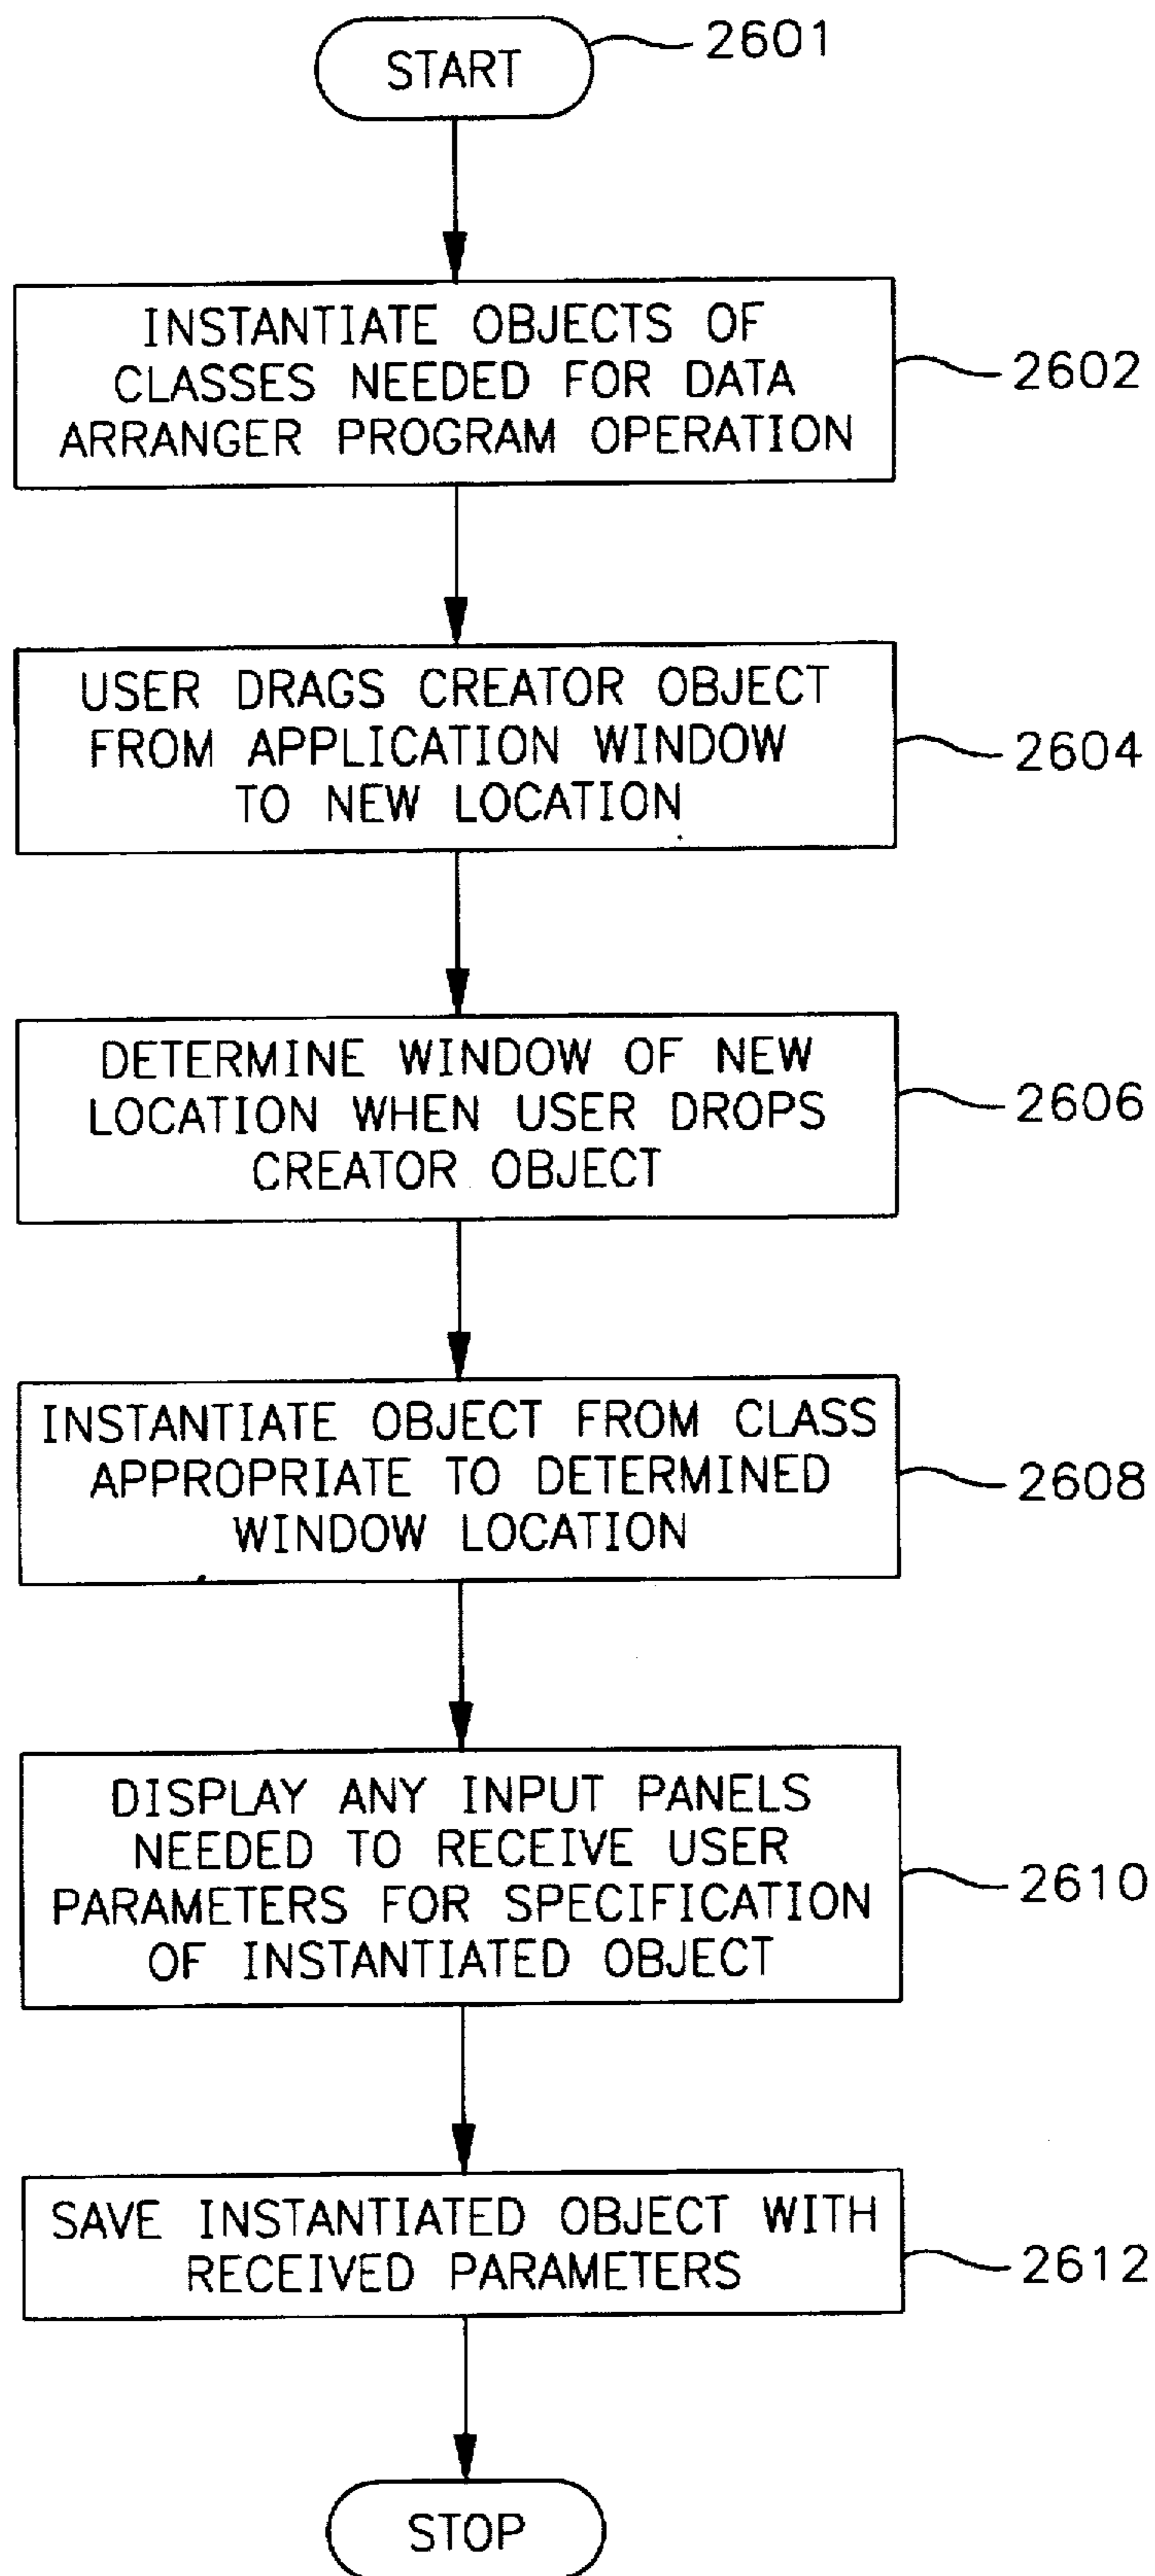 START
2601
INSTANTIATE OBJECTS OF
CLASSES NEEDED FOR DATA
ARRANGER PROGRAM OPERATION
2602
USER DRAGS CREATOR OBJECT
FROM APPLICATION WINDOW
TO NEW LOCATION
2604
DETERMINE WINDOW OF NEW
LOCATION WHEN USER DROPS
CREATOR OBJECT
2606
INSTANTIATE OBJECT FROM CLASS
APPROPRIATE TO DETERMINED
WINDOW LOCATION
2608
DISPLAY ANY INPUT PANELS
NEEDED TO RECEIVE USER
PARAMETERS FOR SPECIFICATION
OF INSTANTIATED OBJECT
2610
SAVE INSTANTIATED OBJECT WITH
RECEIVED PARAMETERS
2612
STOP